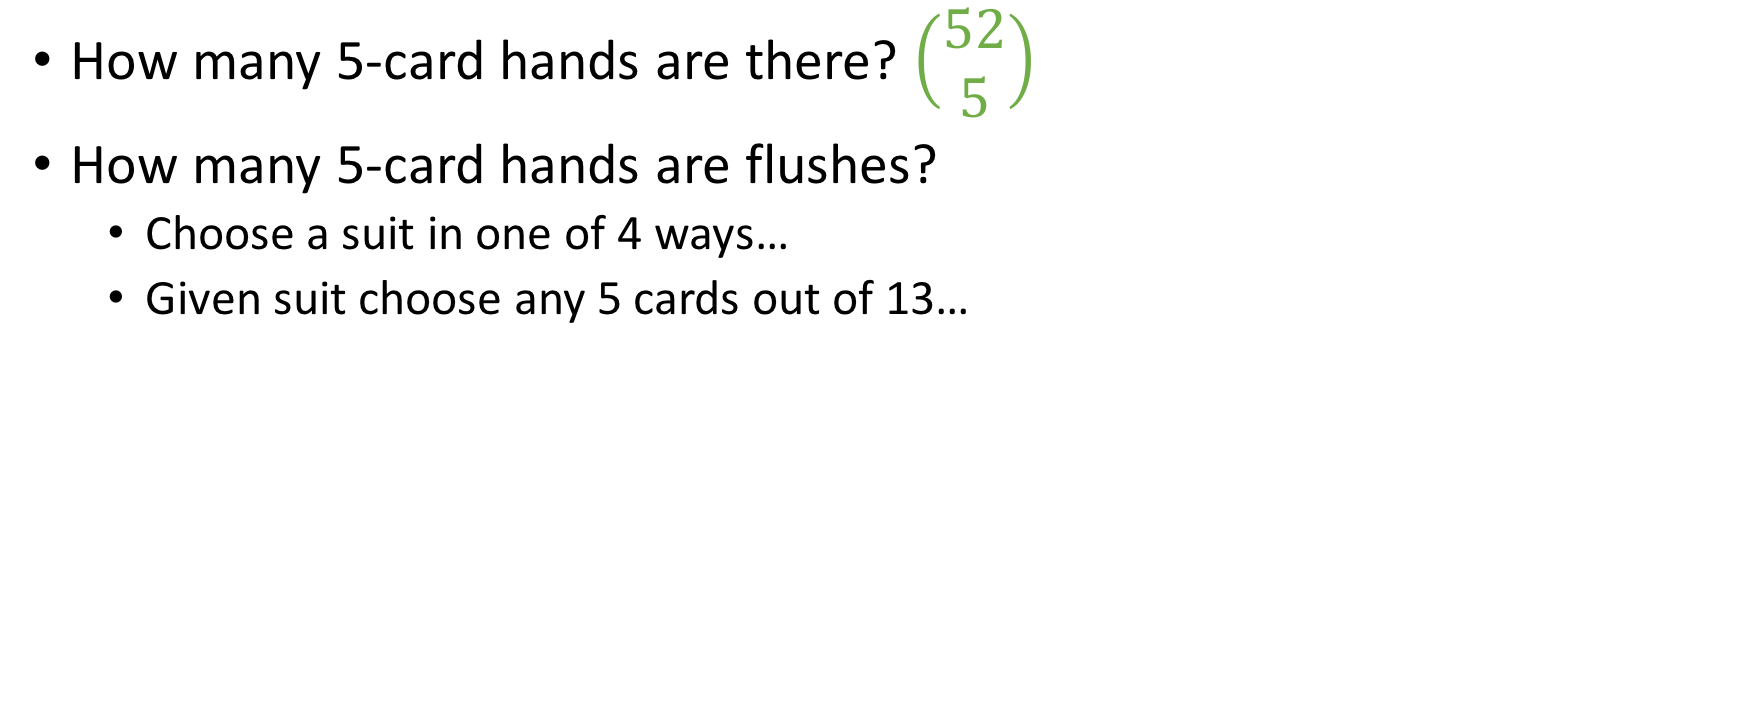 • How many 5-card hands are there? (52 5)
• How many 5-card hands are flushes?
• Choose a suit in one of 4 ways…
• Given suit choose any 5 cards out of 13…